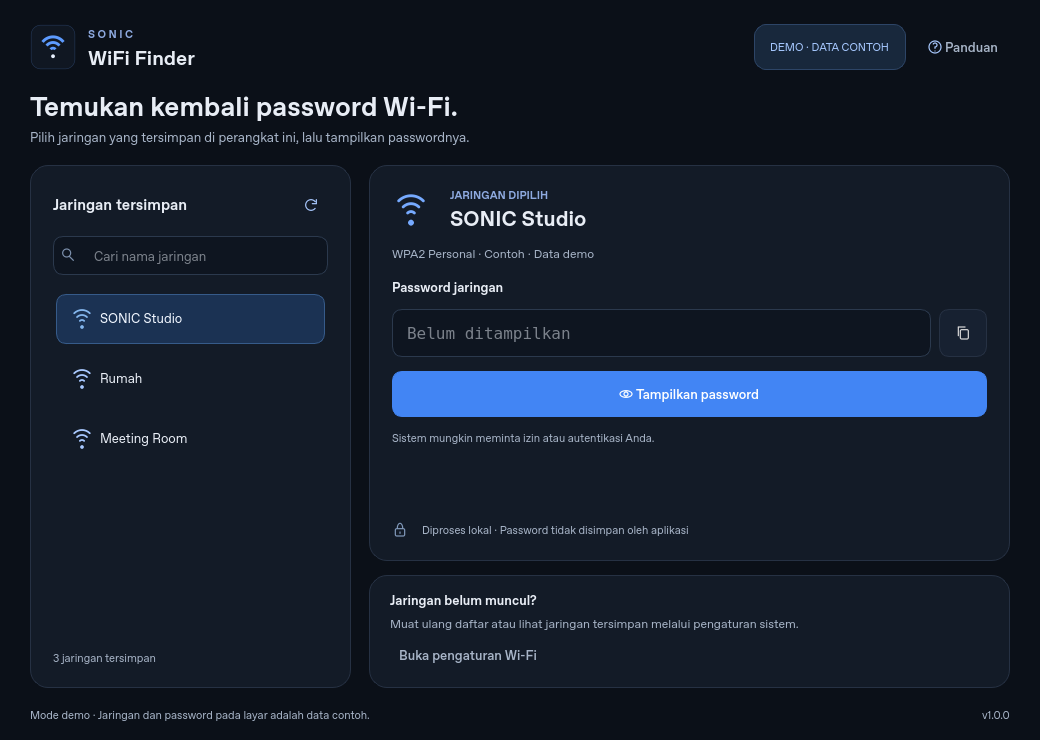 SONIC
WiFi Finder
DEMO · DATA CONTOH
Panduan
Temukan kembali password Wi-Fi.
Pilih jaringan yang tersimpan di perangkat ini, lalu tampilkan passwordnya.
Jaringan tersimpan
Cari nama jaringan
SONIC Studio
Rumah
Meeting Room
3 jaringan tersimpan
JARINGAN DIPILIH
SONIC Studio
WPA2 Personal · Contoh · Data demo
Password jaringan
Belum ditampilkan
Tampilkan password
Sistem mungkin meminta izin atau autentikasi Anda.
Diproses lokal · Password tidak disimpan oleh aplikasi
Jaringan belum muncul?
Muat ulang daftar atau lihat jaringan tersimpan melalui pengaturan sistem.
Buka pengaturan Wi-Fi
Mode demo · Jaringan dan password pada layar adalah data contoh.
v1.0.0